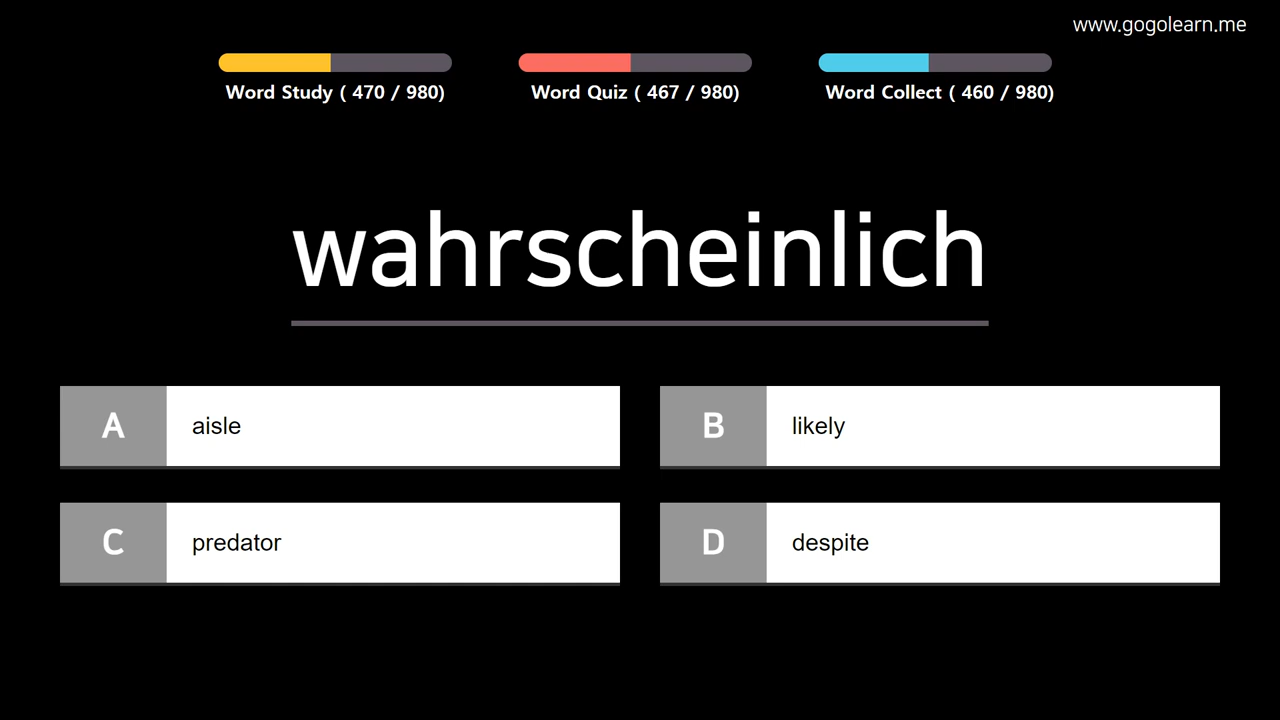 www.gogolearn.me
Word Study ( 470 / 980)
Word Quiz ( 467 / 980)
Word Collect ( 460 / 980)
wahrscheinlich
A aisle
B likely
C predator
D despite